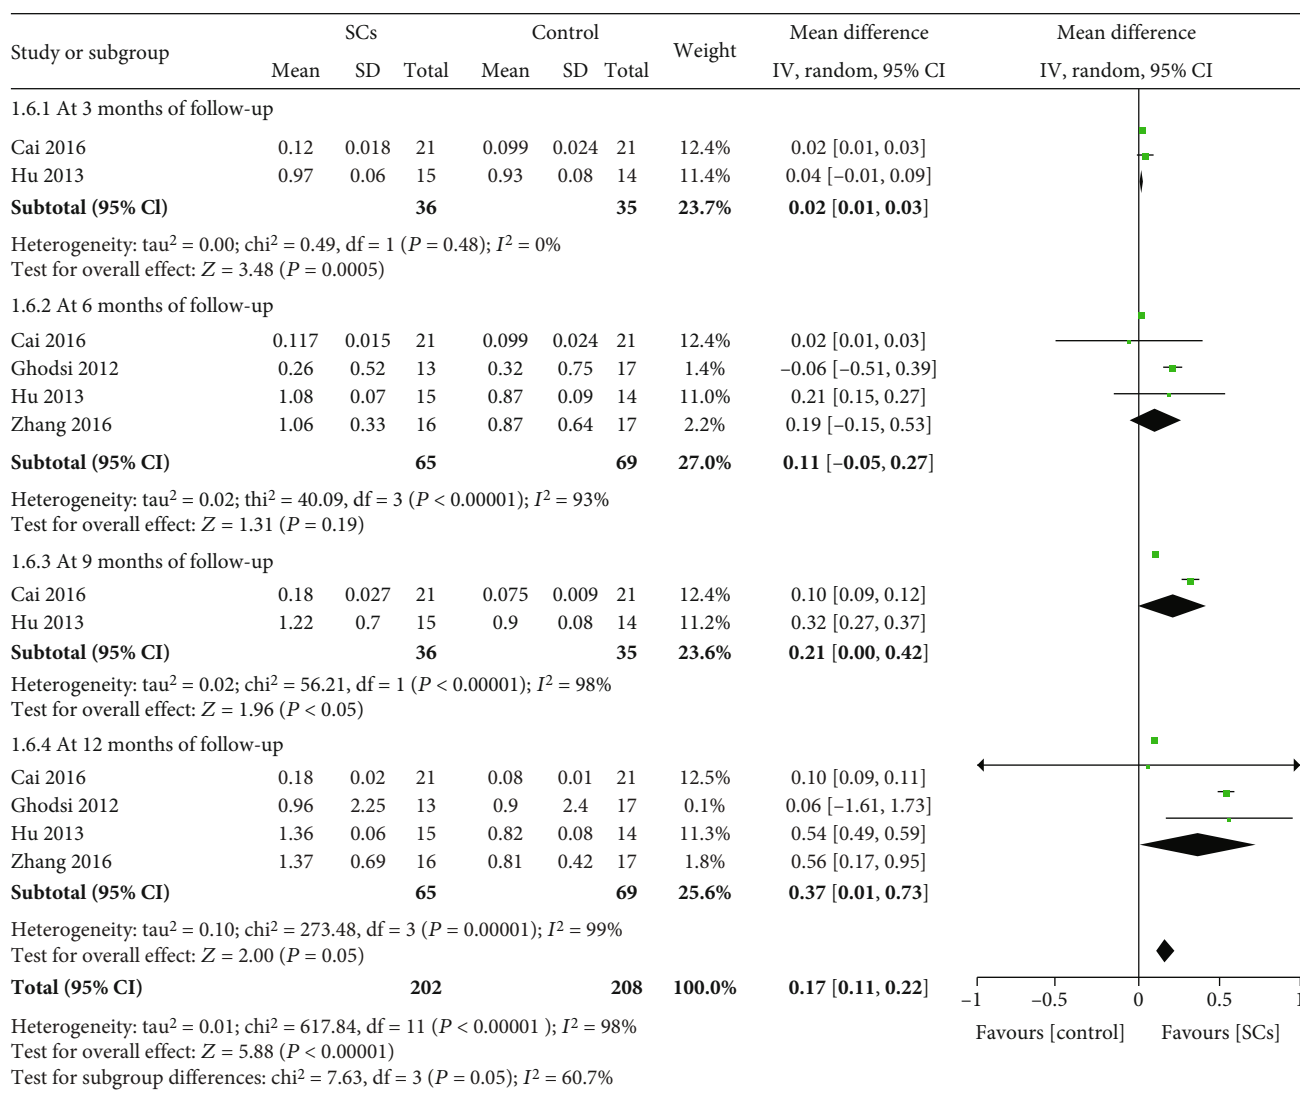 Study or subgroup SCs Control Weight Mean difference Mean difference
Mean SD Total Mean SD Total IV, random, 95% CI IV, random, 95% CI
1.6.1 At 3 months of follow-up
Cai 2016 0.12 0.018 21 0.099 0.024 21 12.4% 0.02 [0.01, 0.03]
Hu 2013 0.97 0.06 15 0.93 0.08 14 11.4% 0.04 [–0.01, 0.09]
Subtotal (95% Cl) 36 35 23.7% 0.02 [0.01, 0.03]
Heterogeneity: tau² = 0.00; chi² = 0.49, df = 1 (P = 0.48); I² = 0%
Test for overall effect: Z = 3.48 (P = 0.0005)
1.6.2 At 6 months of follow-up
Cai 2016 0.117 0.015 21 0.099 0.024 21 12.4% 0.02 [0.01, 0.03]
Ghodsi 2012 0.26 0.52 13 0.32 0.75 17 1.4% –0.06 [–0.51, 0.39]
Hu 2013 1.08 0.07 15 0.87 0.09 14 11.0% 0.21 [0.15, 0.27]
Zhang 2016 1.06 0.33 16 0.87 0.64 17 2.2% 0.19 [–0.15, 0.53]
Subtotal (95% CI) 65 69 27.0% 0.11 [–0.05, 0.27]
Heterogeneity: tau² = 0.02; thi² = 40.09, df = 3 (P < 0.00001); I² = 93%
Test for overall effect: Z = 1.31 (P = 0.19)
1.6.3 At 9 months of follow-up
Cai 2016 0.18 0.027 21 0.075 0.009 21 12.4% 0.10 [0.09, 0.12]
Hu 2013 1.22 0.7 15 0.9 0.08 14 11.2% 0.32 [0.27, 0.37]
Subtotal (95% CI) 36 35 23.6% 0.21 [0.00, 0.42]
Heterogeneity: tau² = 0.02; chi² = 56.21, df = 1 (P < 0.00001); I² = 98%
Test for overall effect: Z = 1.96 (P < 0.05)
1.6.4 At 12 months of follow-up
Cai 2016 0.18 0.02 21 0.08 0.01 21 12.5% 0.10 [0.09, 0.11]
Ghodsi 2012 0.96 2.25 13 0.9 2.4 17 0.1% 0.06 [–1.61, 1.73]
Hu 2013 1.36 0.06 15 0.82 0.08 14 11.3% 0.54 [0.49, 0.59]
Zhang 2016 1.37 0.69 16 0.81 0.42 17 1.8% 0.56 [0.17, 0.95]
Subtotal (95% CI) 65 69 25.6% 0.37 [0.01, 0.73]
Heterogeneity: tau² = 0.10; chi² = 273.48, df = 3 (P = 0.00001); I² = 99%
Test for overall effect: Z = 2.00 (P = 0.05)
Total (95% CI) 202 208 100.0% 0.17 [0.11, 0.22]
–1 –0.5 0 0.5 1
Heterogeneity: tau² = 0.01; chi² = 617.84, df = 11 (P < 0.00001 ); I² = 98%
Favours [control] Favours [SCs]
Test for overall effect: Z = 5.88 (P < 0.00001)
Test for subgroup differences: chi² = 7.63, df = 3 (P = 0.05); I² = 60.7%